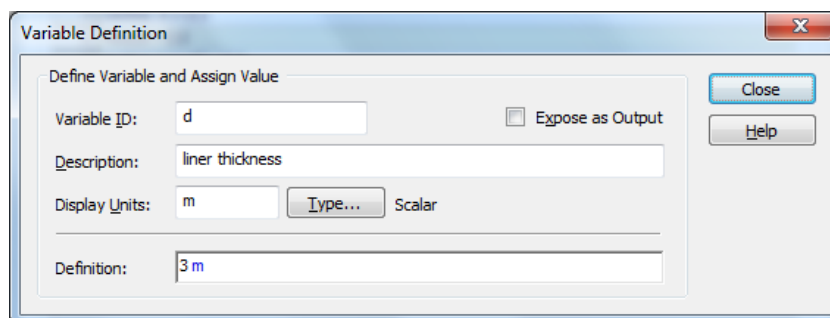 Variable Definition
X
Define Variable and Assign Value
Close
Variable ID: d Expose as Output
Help
Description: liner thickness
Display Units: m Type... Scalar
Definition: 3 m